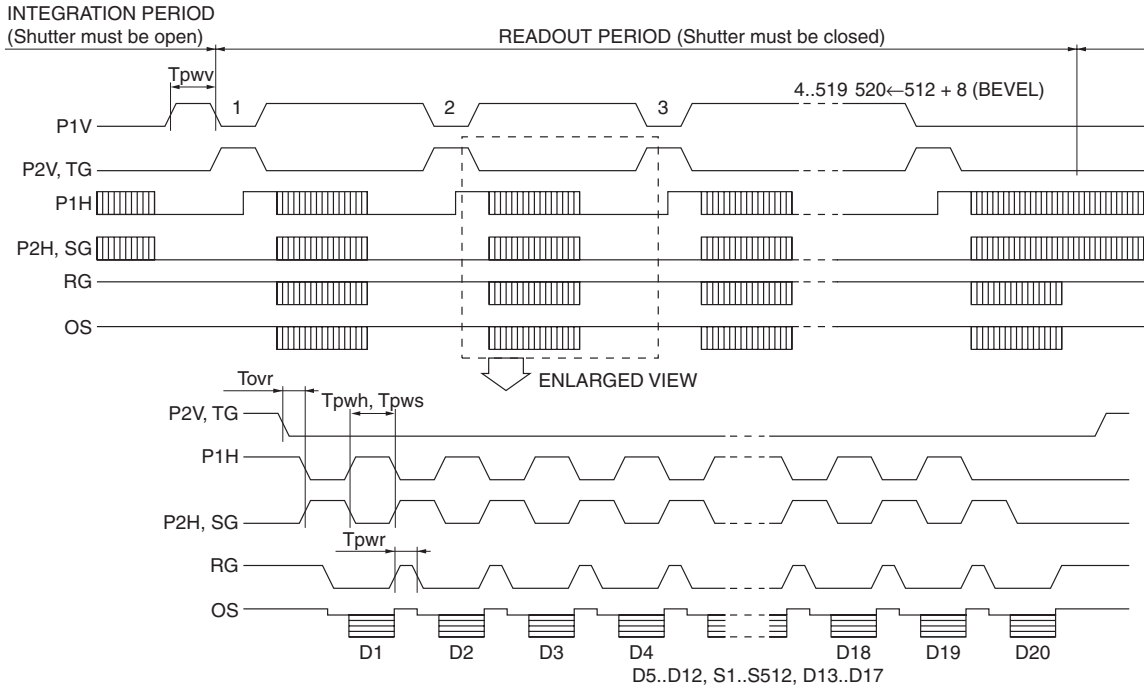 INTEGRATION PERIOD
(Shutter must be open)
READOUT PERIOD (Shutter must be closed)
Tpwv
4..519 520←512 + 8 (BEVEL)
1
2
3
P1V
P2V, TG
P1H
P2H, SG
RG
OS
ENLARGED VIEW
Tovr
Tpwh, Tpws
P2V, TG
P1H
P2H, SG
Tpwr
RG
OS
D1
D2
D3
D4
D18
D19
D20
D5..D12, S1..S512, D13..D17